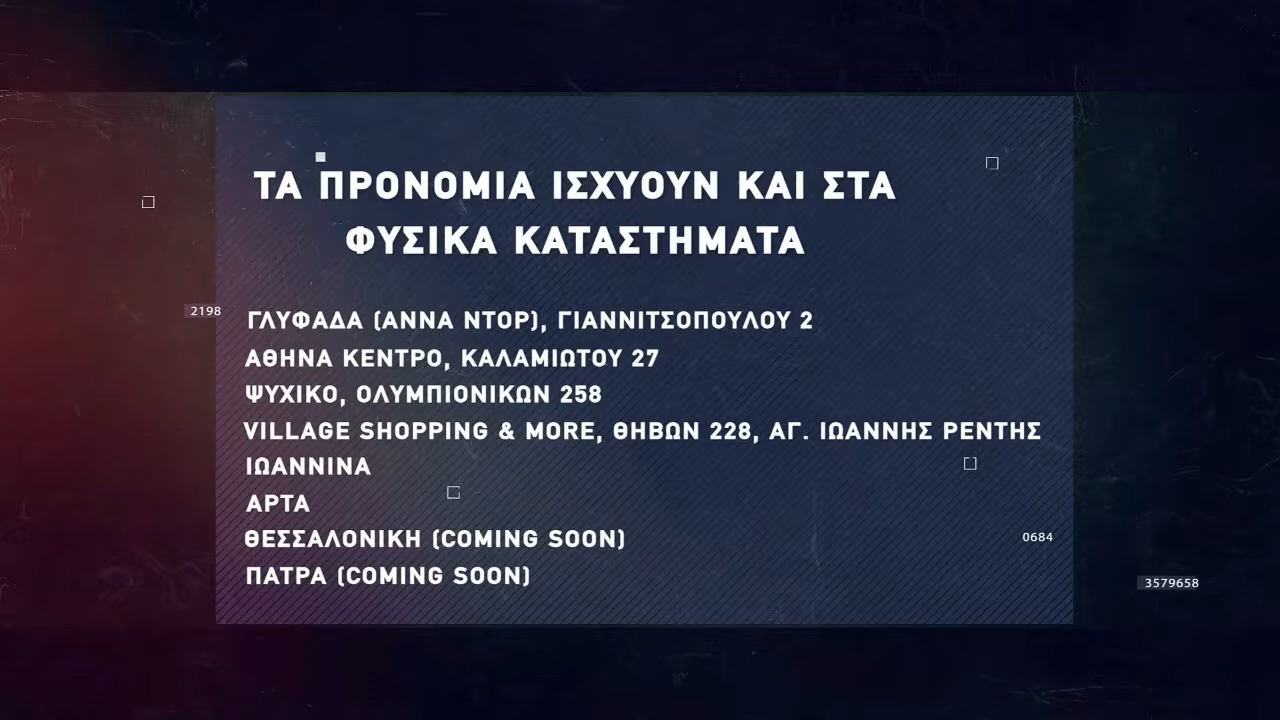 ΤΑ ΠΡΟΝΟΜΙΑ ΙΣΧΥΟΥΝ ΚΑΙ ΣΤΑ
ΦΥΣΙΚΑ ΚΑΤΑΣΤΗΜΑΤΑ
2198
ΓΛΥΦΑΔΑ (ΑΝΝΑ ΝΤΟΡ), ΓΙΑΝΝΙΤΣΟΠΟΥΛΟΥ 2
ΑΘΗΝΑ ΚΕΝΤΡΟ, ΚΑΛΑΜΙΩΤΟΥ 27
ΨΥΧΙΚΟ, ΟΛΥΜΠΙΟΝΙΚΩΝ 258
VILLAGE SHOPPING & MORE, ΘΗΒΩΝ 228, ΑΓ. ΙΩΑΝΝΗΣ ΡΕΝΤΗΣ
ΙΩΑΝΝΙΝΑ
ΑΡΤΑ
ΘΕΣΣΑΛΟΝΙΚΗ (COMING SOON)
0684
ΠΑΤΡΑ (COMING SOON)
3579658